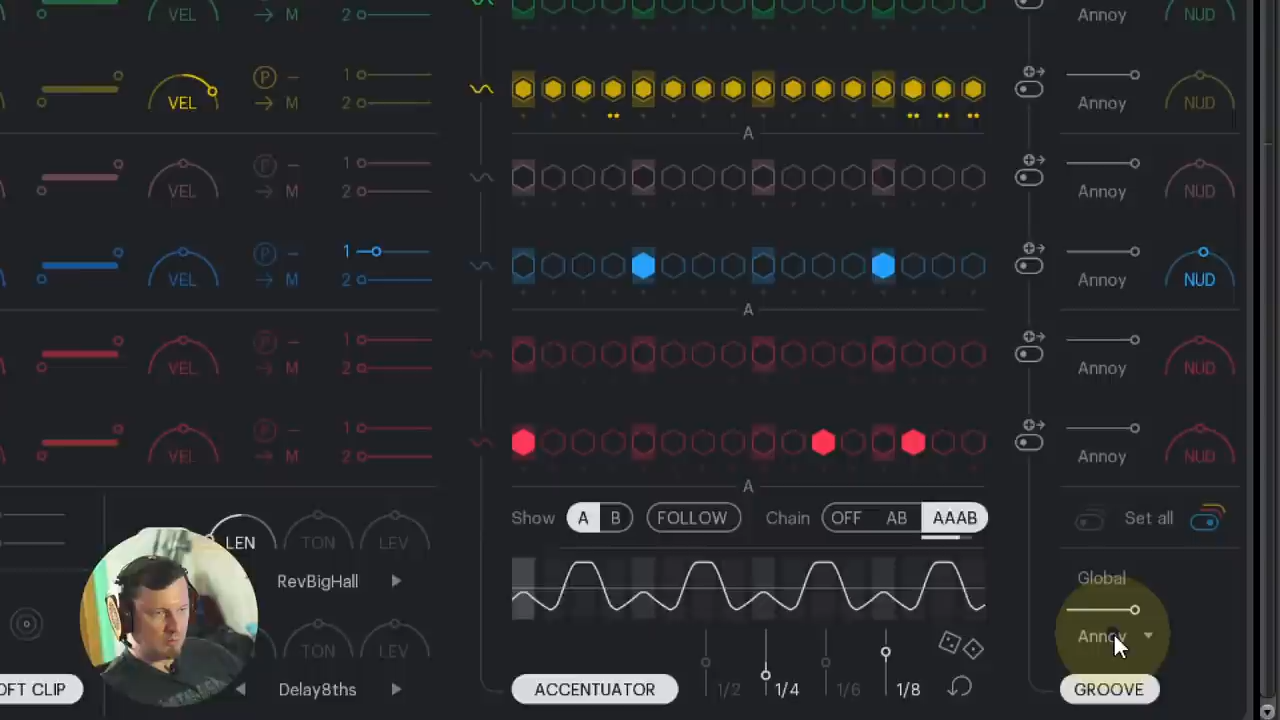 VEL Annoy NUD
VEL P – 1 Annoy NUD
→ M 2
A
VEL P – 1 Annoy NUD
→ M 2
VEL P – 1 Annoy NUD
→ M 2
A
VEL P – 1 Annoy NUD
→ M 2
VEL P – 1 Annoy NUD
→ M 2
A
Show A B FOLLOW Chain OFF AB AAAB Set all
LEN TON LEV
RevBigHall
Global
Annoy
TON LEV
OFT CLIP Delay8ths ACCENTUATOR 1/2 1/4 1/6 1/8 GROOVE